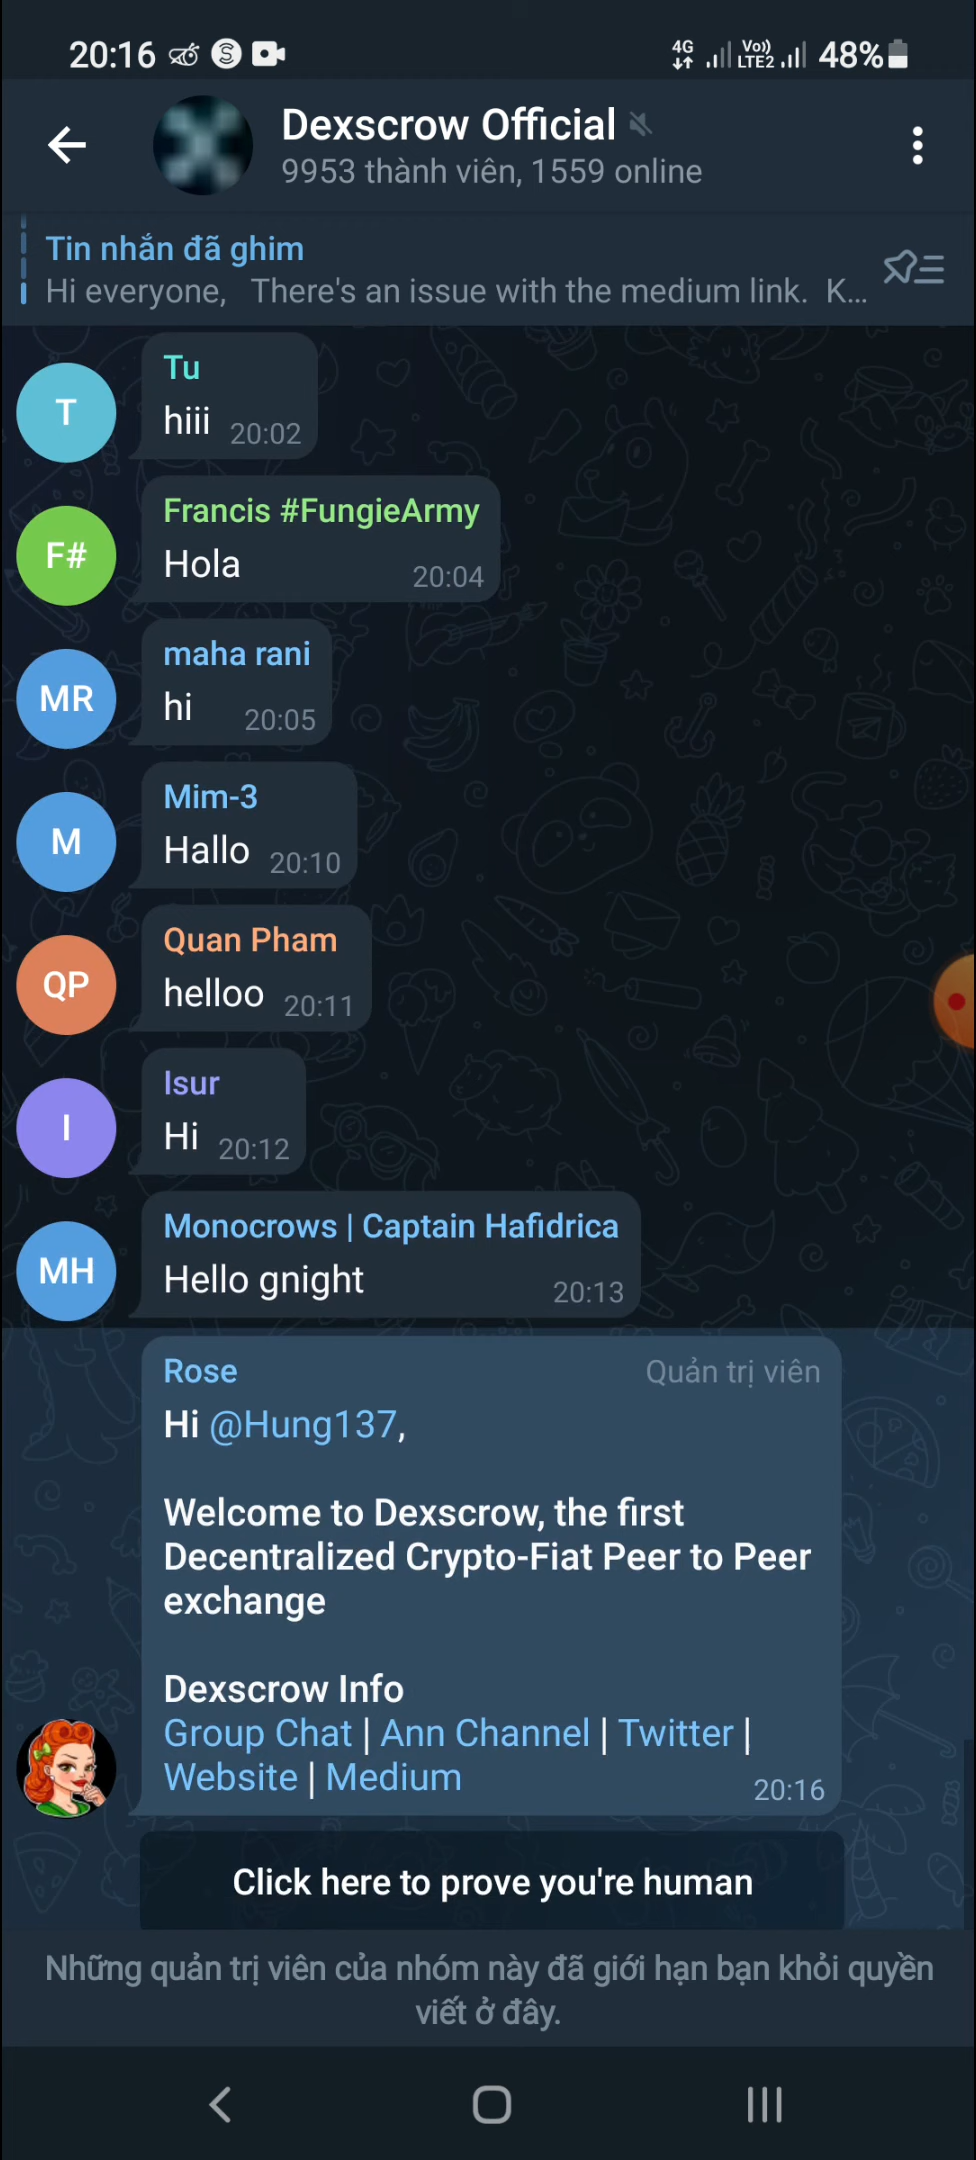 20:16
4G
Vo))
LTE2
48%
Dexscrow Official
9953 thành viên, 1559 online
Tin nhắn đã ghim
Hi everyone, There's an issue with the medium link. K...
T
Tu
hiii 20:02
F#
Francis #FungieArmy
Hola 20:04
MR
maha rani
hi 20:05
M
Mim-3
Hallo 20:10
QP
Quan Pham
helloo 20:11
I
Isur
Hi 20:12
MH
Monocrows | Captain Hafidrica
Hello gnight 20:13
Rose Quản trị viên
Hi @Hung137,
Welcome to Dexscrow, the first
Decentralized Crypto-Fiat Peer to Peer
exchange
Dexscrow Info
Group Chat | Ann Channel | Twitter |
Website | Medium 20:16
Click here to prove you're human
Những quản trị viên của nhóm này đã giới hạn bạn khỏi quyền
viết ở đây.